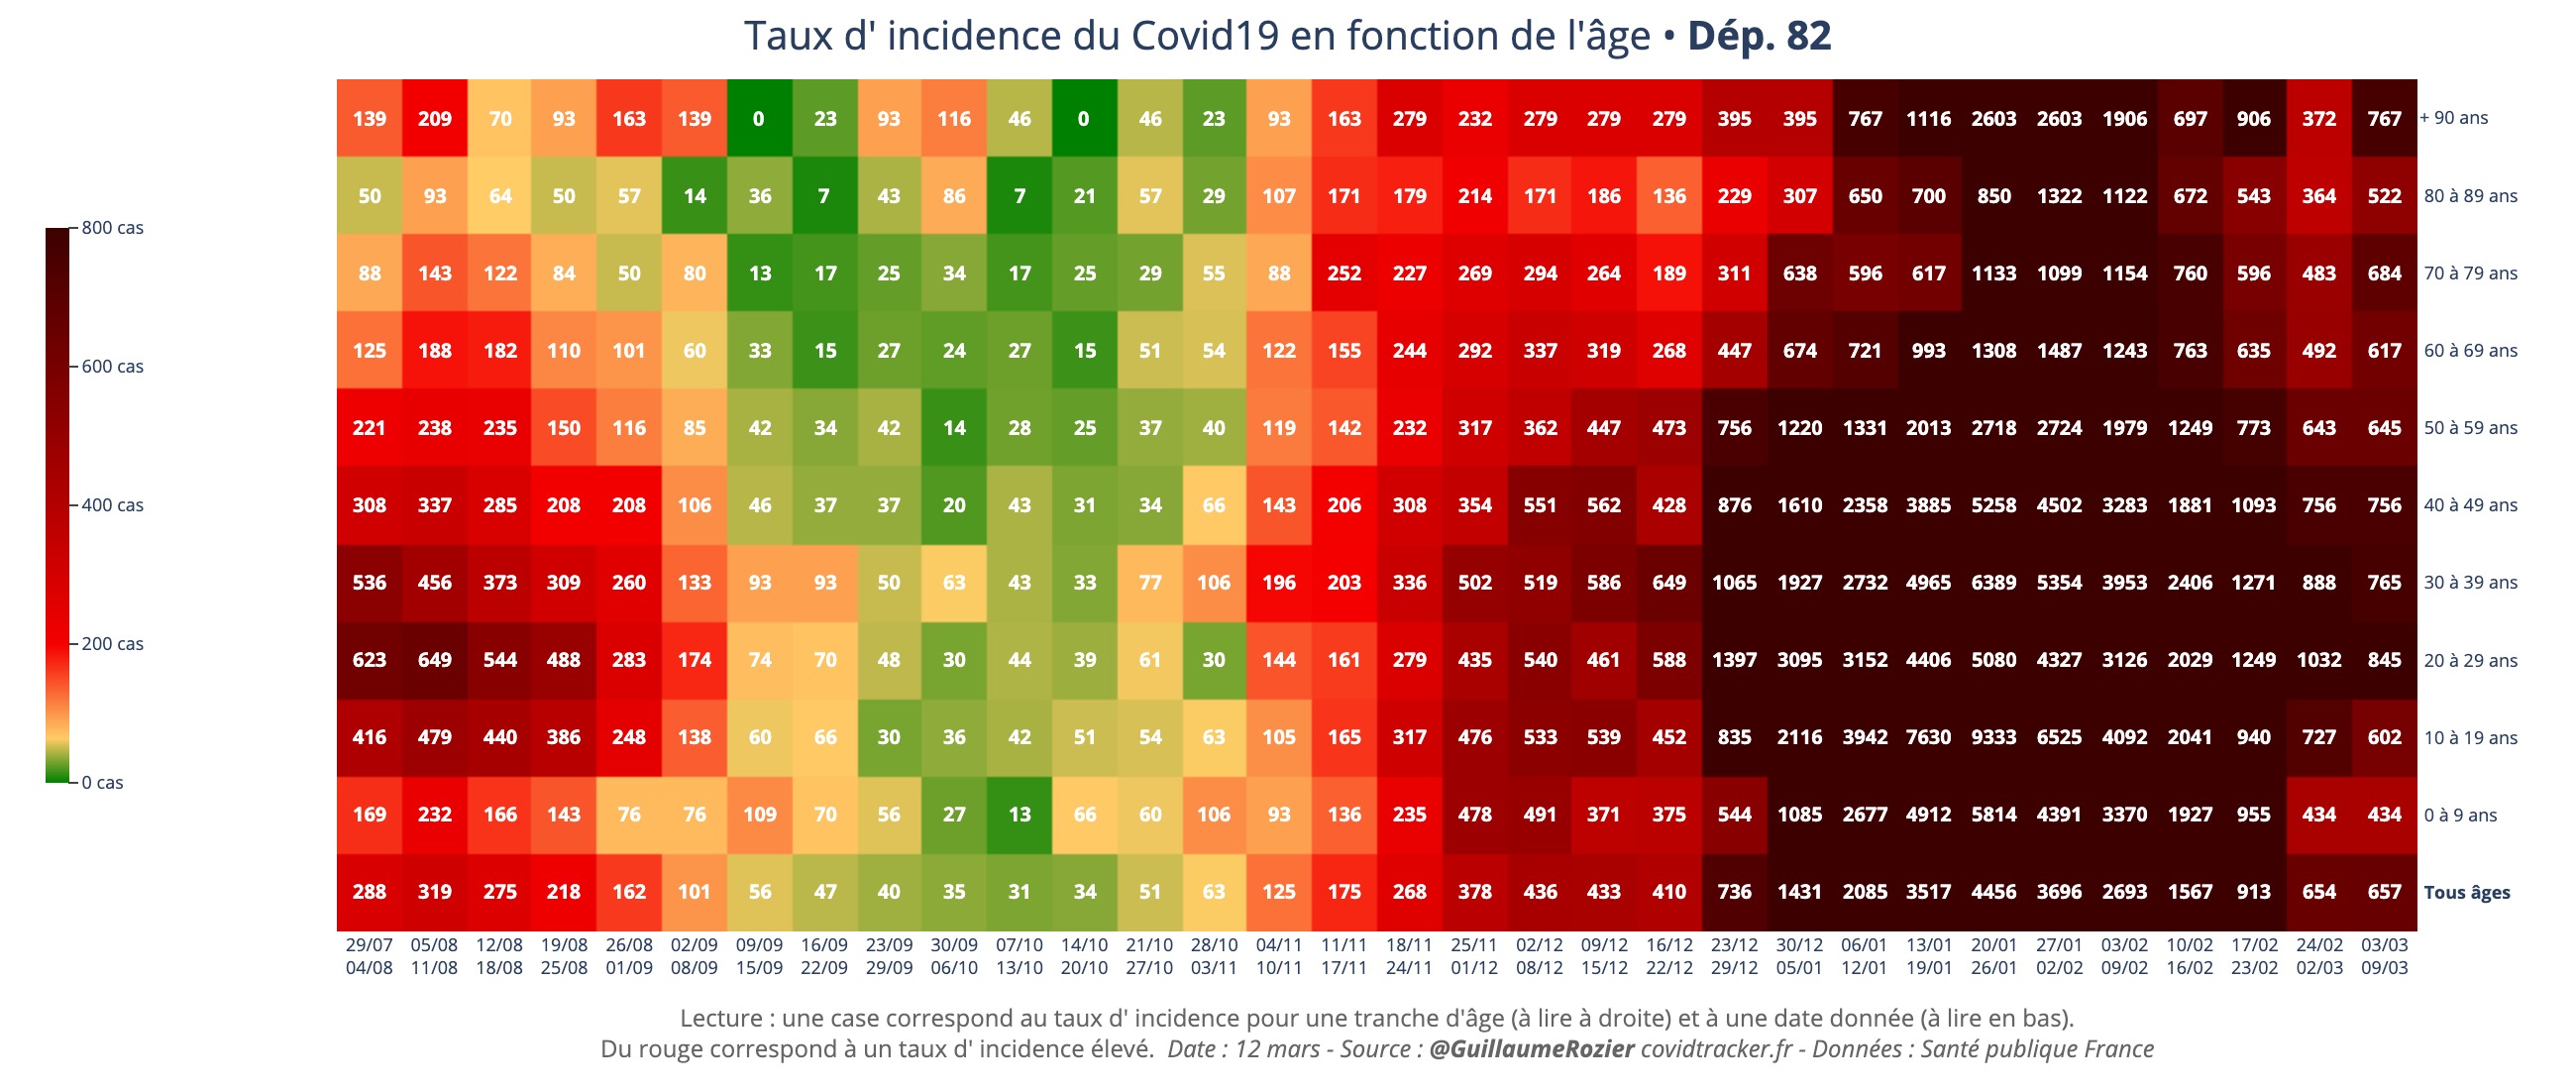 Taux d' incidence du Covid19 en fonction de l'âge • Dép. 82
139 209 70 93 163 139 0 23 93 116 46 0 46 23 93 163 279 232 279 279 279 395 395 767 1116 2603 2603 1906 697 906 372 767 + 90 ans
50 93 64 50 57 14 36 7 43 86 7 21 57 29 107 171 179 214 171 186 136 229 307 650 700 850 1322 1122 672 543 364 522 80 à 89 ans
800 cas
88 143 122 84 50 80 13 17 25 34 17 25 29 55 88 252 227 269 294 264 189 311 638 596 617 1133 1099 1154 760 596 483 684 70 à 79 ans
125 188 182 110 101 60 33 15 27 24 27 15 51 54 122 155 244 292 337 319 268 447 674 721 993 1308 1487 1243 763 635 492 617 60 à 69 ans
600 cas
221 238 235 150 116 85 42 34 42 14 28 25 37 40 119 142 232 317 362 447 473 756 1220 1331 2013 2718 2724 1979 1249 773 643 645 50 à 59 ans
400 cas
308 337 285 208 208 106 46 37 37 20 43 31 34 66 143 206 308 354 551 562 428 876 1610 2358 3885 5258 4502 3283 1881 1093 756 756 40 à 49 ans
536 456 373 309 260 133 93 93 50 63 43 33 77 106 196 203 336 502 519 586 649 1065 1927 2732 4965 6389 5354 3953 2406 1271 888 765 30 à 39 ans
200 cas
623 649 544 488 283 174 74 70 48 30 44 39 61 30 144 161 279 435 540 461 588 1397 3095 3152 4406 5080 4327 3126 2029 1249 1032 845 20 à 29 ans
416 479 440 386 248 138 60 66 30 36 42 51 54 63 105 165 317 476 533 539 452 835 2116 3942 7630 9333 6525 4092 2041 940 727 602 10 à 19 ans
0 cas
169 232 166 143 76 76 109 70 56 27 13 66 60 106 93 136 235 478 491 371 375 544 1085 2677 4912 5814 4391 3370 1927 955 434 434 0 à 9 ans
288 319 275 218 162 101 56 47 40 35 31 34 51 63 125 175 268 378 436 433 410 736 1431 2085 3517 4456 3696 2693 1567 913 654 657 Tous âges
29/07 05/08 12/08 19/08 26/08 02/09 09/09 16/09 23/09 30/09 07/10 14/10 21/10 28/10 04/11 11/11 18/11 25/11 02/12 09/12 16/12 23/12 30/12 06/01 13/01 20/01 27/01 03/02 10/02 17/02 24/02 03/03
04/08 11/08 18/08 25/08 01/09 08/09 15/09 22/09 29/09 06/10 13/10 20/10 27/10 03/11 10/11 17/11 24/11 01/12 08/12 15/12 22/12 29/12 05/01 12/01 19/01 26/01 02/02 09/02 16/02 23/02 02/03 09/03
Lecture : une case correspond au taux d' incidence pour une tranche d'âge (à lire à droite) et à une date donnée (à lire en bas).
Du rouge correspond à un taux d' incidence élevé. Date : 12 mars - Source : @GuillaumeRozier covidtracker.fr - Données : Santé publique France